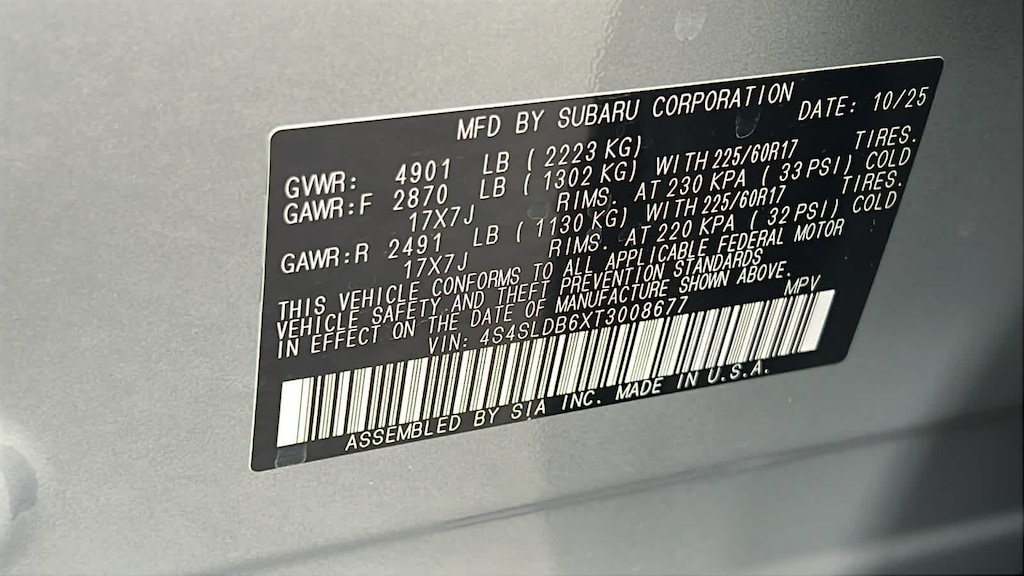 MFD BY SUBARU CORPORATION DATE: 10/25
GVWR: 4901 LB ( 2223 KG)
GAWR:F 2870 LB ( 1302 KG) WITH 225/60R17 TIRES.
17X7J RIMS. AT 230 KPA ( 33 PSI) COLD
GAWR:R 2491 LB ( 1130 KG) WITH 225/60R17 TIRES.
17X7J RIMS. AT 220 KPA ( 32 PSI) COLD
THIS VEHICLE CONFORMS TO ALL APPLICABLE FEDERAL MOTOR
VEHICLE SAFETY AND THEFT PREVENTION STANDARDS
IN EFFECT ON THE DATE OF MANUFACTURE SHOWN ABOVE.
VIN: 4S4SLDB6XT3008677 MPV
ASSEMBLED BY SIA INC. MADE IN U.S.A.